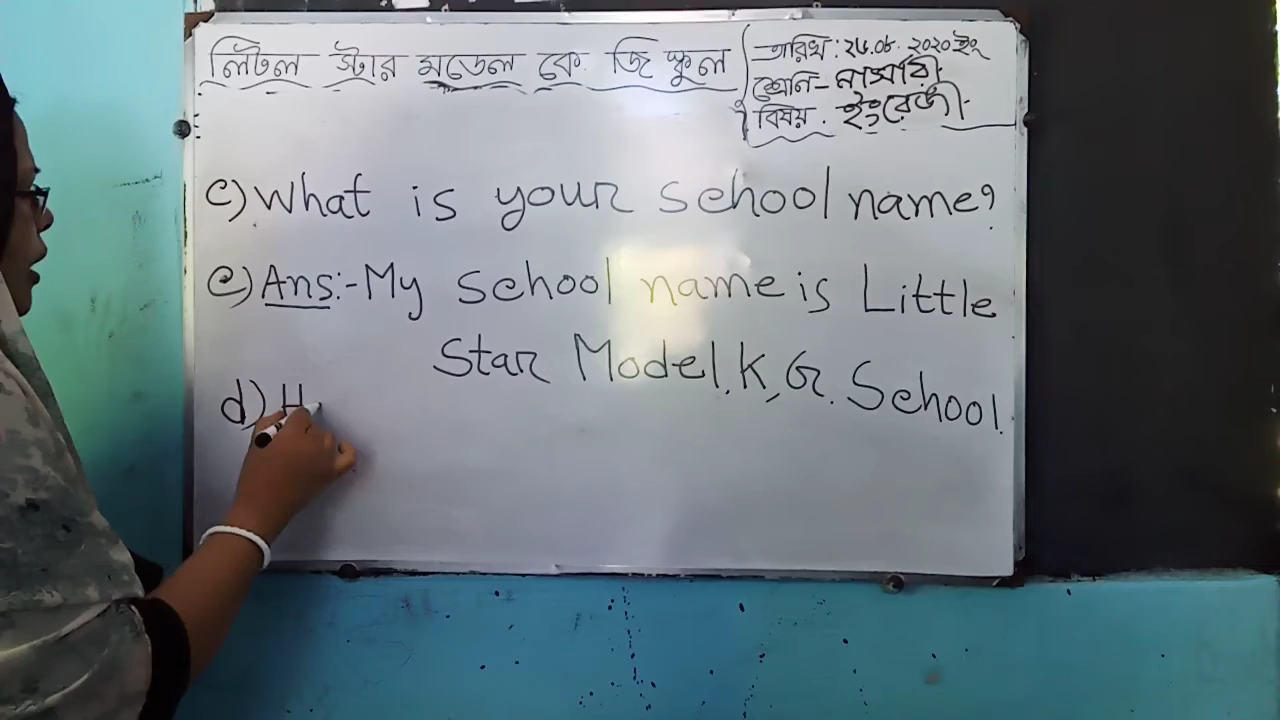 লিটল স্টার মডেল কে. জি স্কুল
তারিখ: ২৫.০৮.২০২০ইং
শ্রেনি - নার্সারী
বিষয়. ইংরেজী.
c) What is your school name?
c) Ans:- My school name is Little
Star Model, K, G. School.
d) H